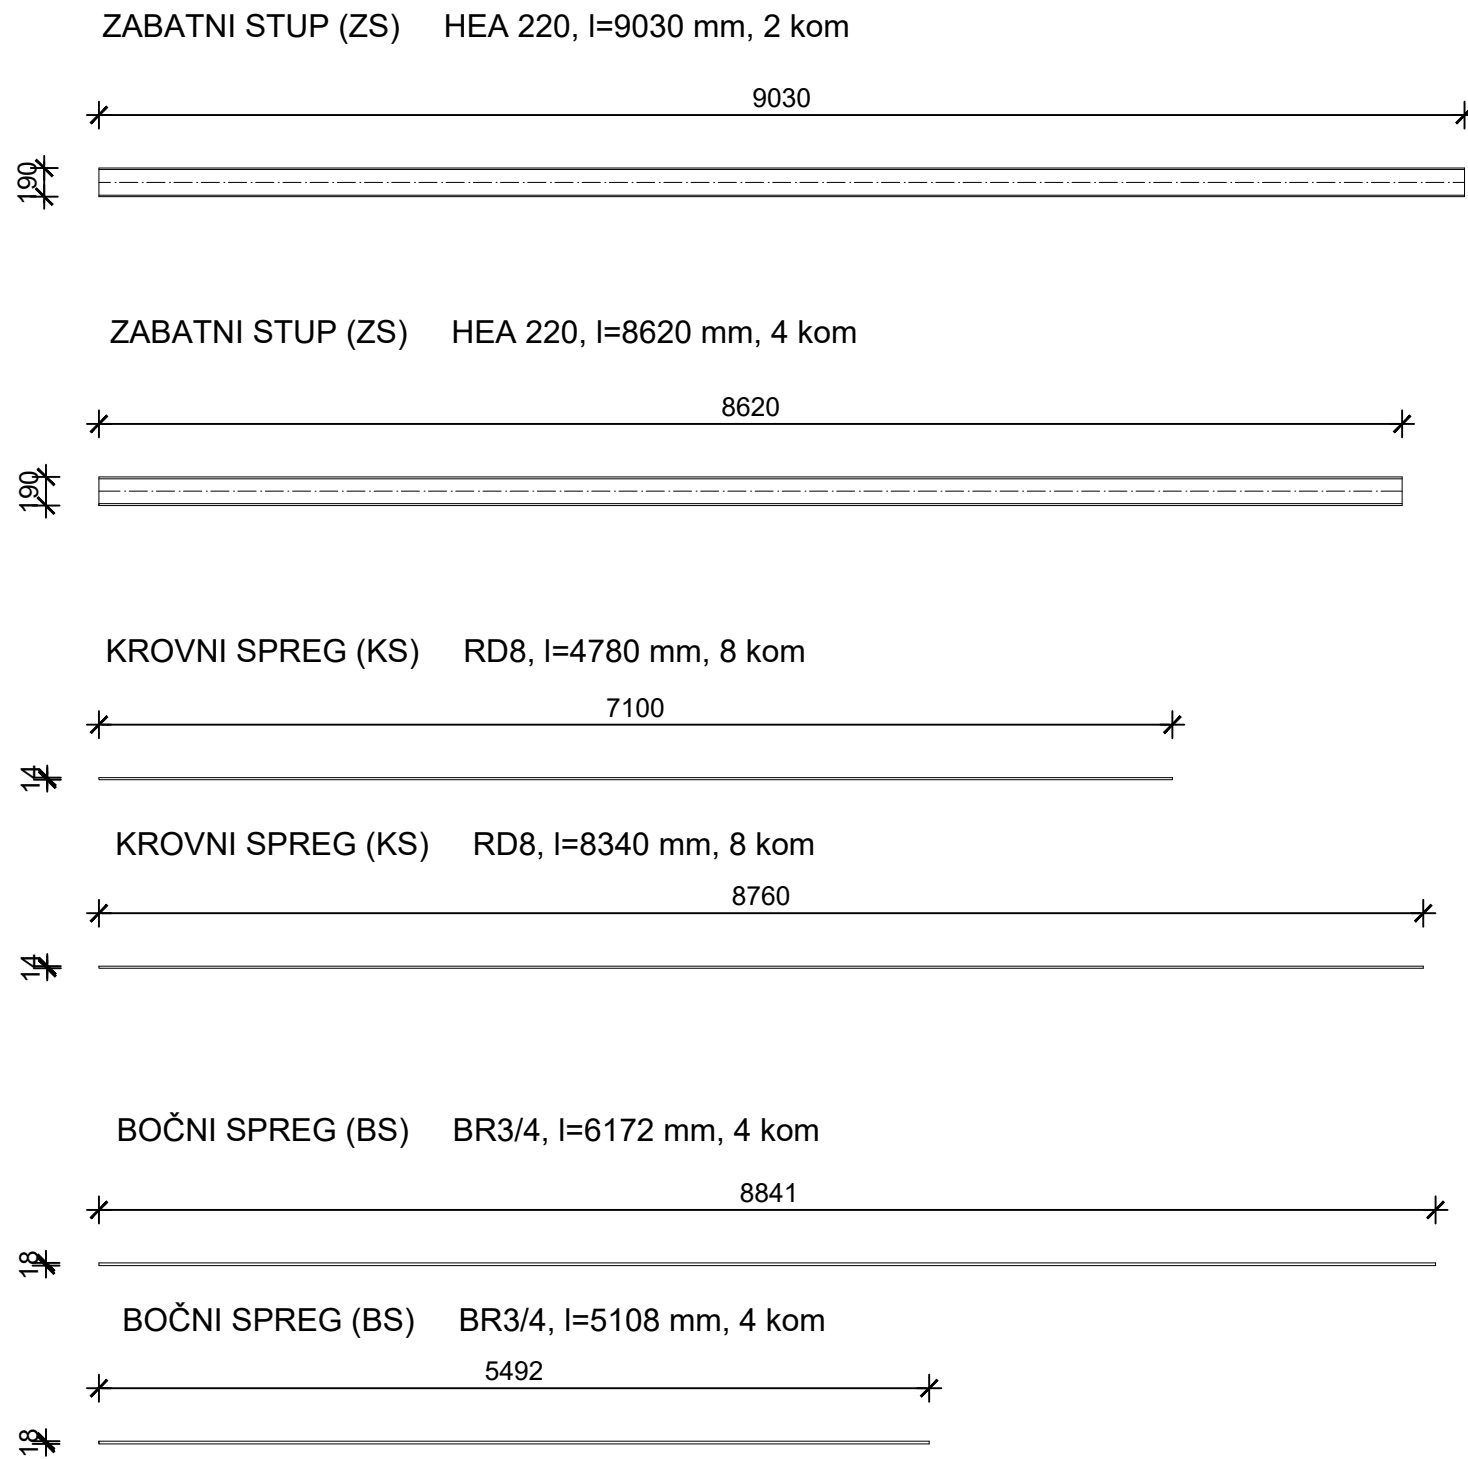 ZABATNI STUP (ZS) HEA 220, l=9030 mm, 2 kom
9030
190
ZABATNI STUP (ZS) HEA 220, l=8620 mm, 4 kom
8620
190
KROVNI SPREG (KS) RD8, l=4780 mm, 8 kom
7100
14
KROVNI SPREG (KS) RD8, l=8340 mm, 8 kom
8760
14
BOČNI SPREG (BS) BR3/4, l=6172 mm, 4 kom
8841
18
BOČNI SPREG (BS) BR3/4, l=5108 mm, 4 kom
5492
18